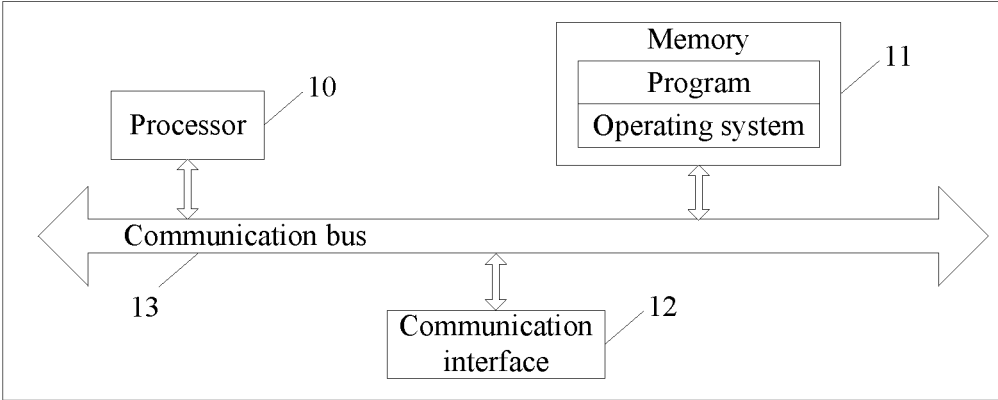 Memory
11
Program
10
Processor
Operating system
Communication bus
13
12
Communication
interface